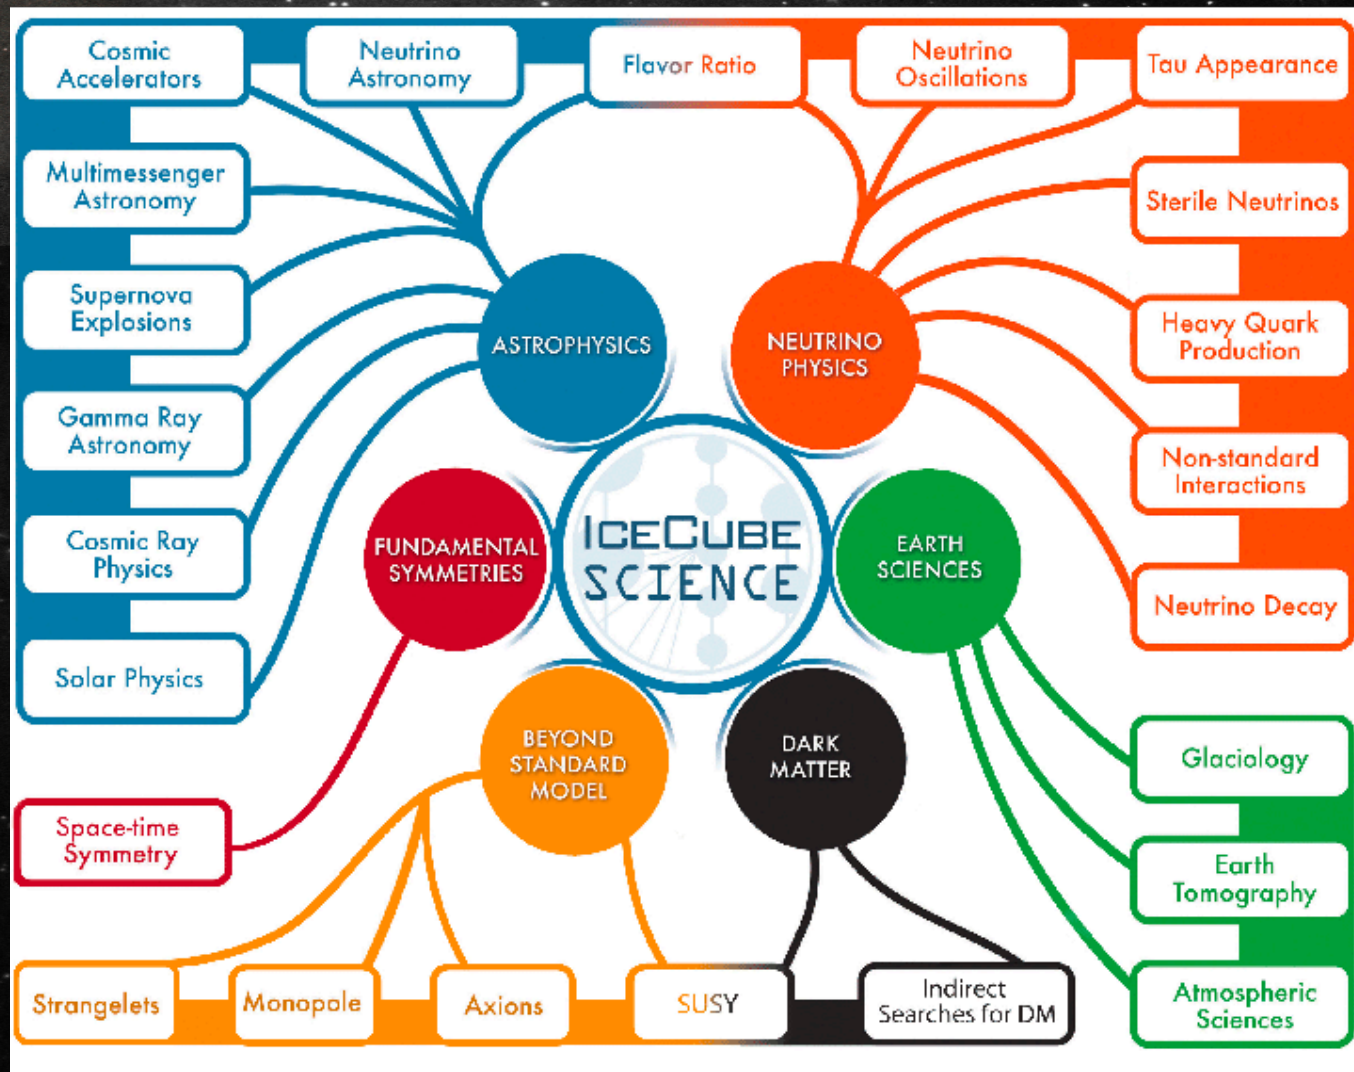 Cosmic
Accelerators
Neutrino
Astronomy
Flavor Ratio
Neutrino
Oscillations
Tau Appearance
Multimessenger
Astronomy
Sterile Neutrinos
Supernova
Explosions
ASTROPHYSICS
NEUTRINO
PHYSICS
Heavy Quark
Production
Gamma Ray
Astronomy
Non-standard
Interactions
Cosmic Ray
Physics
FUNDAMENTAL
SYMMETRIES
ICECUBE
SCIENCE
EARTH
SCIENCES
Neutrino Decay
Solar Physics
BEYOND
STANDARD
MODEL
DARK
MATTER
Glaciology
Space-time
Symmetry
Earth
Tomography
Strangelets
Monopole
Axions
SUSY
Indirect
Searches for DM
Atmospheric
Sciences